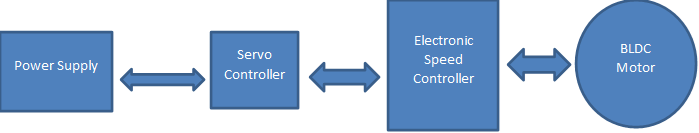 Power Supply
Servo
Controller
Electronic
Speed
Controller
BLDC
Motor